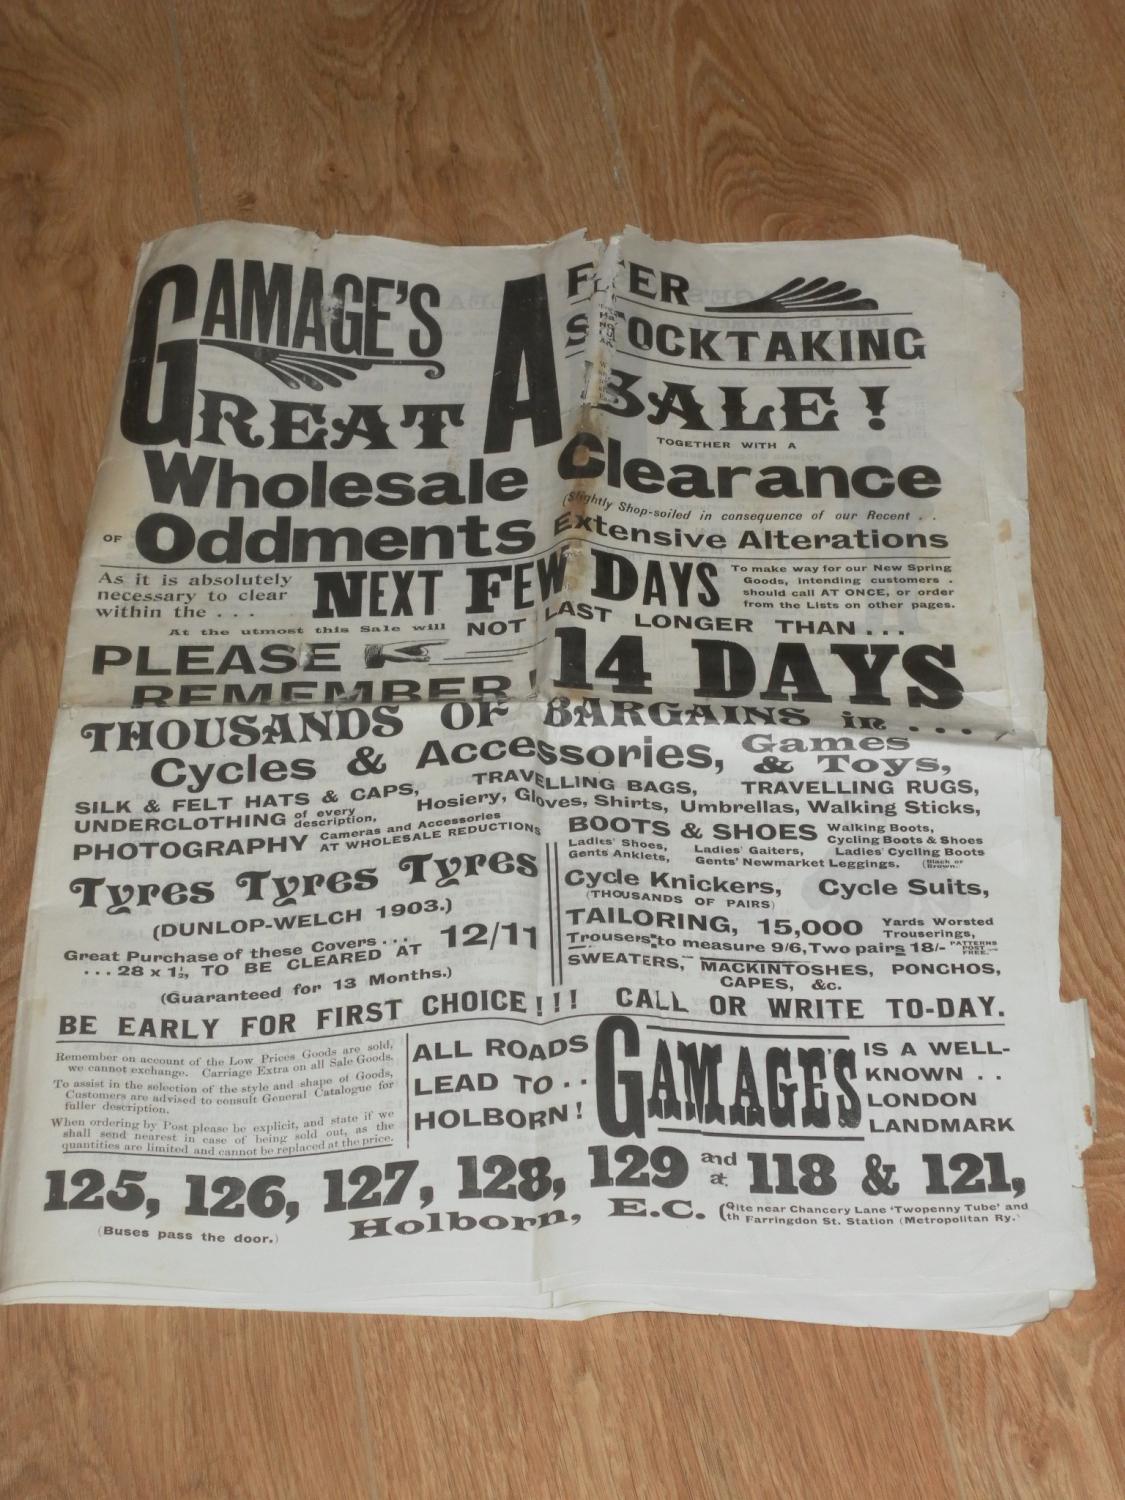 GAMAGE'S
GREAT AFTER
STOCKTAKING
SALE!
TOGETHER WITH A
Wholesale Clearance
OF Oddments
(Slightly Shop-soiled in consequence of our Recent . .
Extensive Alterations
As it is absolutely
necessary to clear
within the . . .
NEXT FEW DAYS
To make way for our New Spring
Goods, intending customers .
should call AT ONCE, or order
from the Lists on other pages.
At the utmost this Sale will NOT LAST LONGER THAN . . .
PLEASE
REMEMBER! 14 DAYS
THOUSANDS OF BARGAINS in . . . .
Cycles & Accessories, Games
& Toys,
SILK & FELT HATS & CAPS, TRAVELLING BAGS, TRAVELLING RUGS,
UNDERCLOTHING of every
description, Hosiery, Gloves, Shirts, Umbrellas, Walking Sticks,
PHOTOGRAPHY Cameras and Accessories
AT WHOLESALE REDUCTIONS
Tyres Tyres Tyres
(DUNLOP-WELCH 1903.)
Great Purchase of these Covers . . .
. . . 28 x 1½, TO BE CLEARED AT 12/11
(Guaranteed for 13 Months.)
BOOTS & SHOES Walking Boots,
Cycling Boots & Shoes
Ladies' Shoes, Ladies' Gaiters, Ladies' Cycling Boots
Gents Anklets, Gents' Newmarket Leggings. (Black or
Brown.)
Cycle Knickers, Cycle Suits,
(THOUSANDS OF PAIRS)
TAILORING, 15,000 Yards Worsted
Trouserings,
Trousers to measure 9/6, Two pairs 18/- PATTERNS
POST
FREE.
SWEATERS, MACKINTOSHES, PONCHOS,
CAPES, &c.
BE EARLY FOR FIRST CHOICE!!! CALL OR WRITE TO-DAY.
Remember on account of the Low Prices Goods are sold,
we cannot exchange. Carriage Extra on all Sale Goods.
To assist in the selection of the style and shape of Goods,
Customers are advised to consult General Catalogue for
fuller description.
When ordering by Post please be explicit, and state if we
shall send nearest in case of being sold out, as the
quantities are limited and cannot be replaced at the price.
ALL ROADS
LEAD TO . .
HOLBORN!
GAMAGE'S
IS A WELL-
KNOWN . .
LONDON
LANDMARK
125, 126, 127, 128, 129 and
at 118 & 121,
(Buses pass the door.)
Holborn, E.C.
(Qite near Chancery Lane 'Twopenny Tube' and
th Farringdon St. Station (Metropolitan Ry.